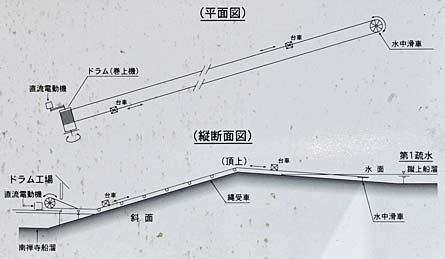 (平面図)
水中滑車
台車
ドラム(巻上機)
直流電動機
台車
(縦断面図)
(頂上)
台車
第1疏水
水 面
蹴上船溜
ドラム工場
直流電動機
台車
縄受車
斜 面
水中滑車
南禅寺船溜